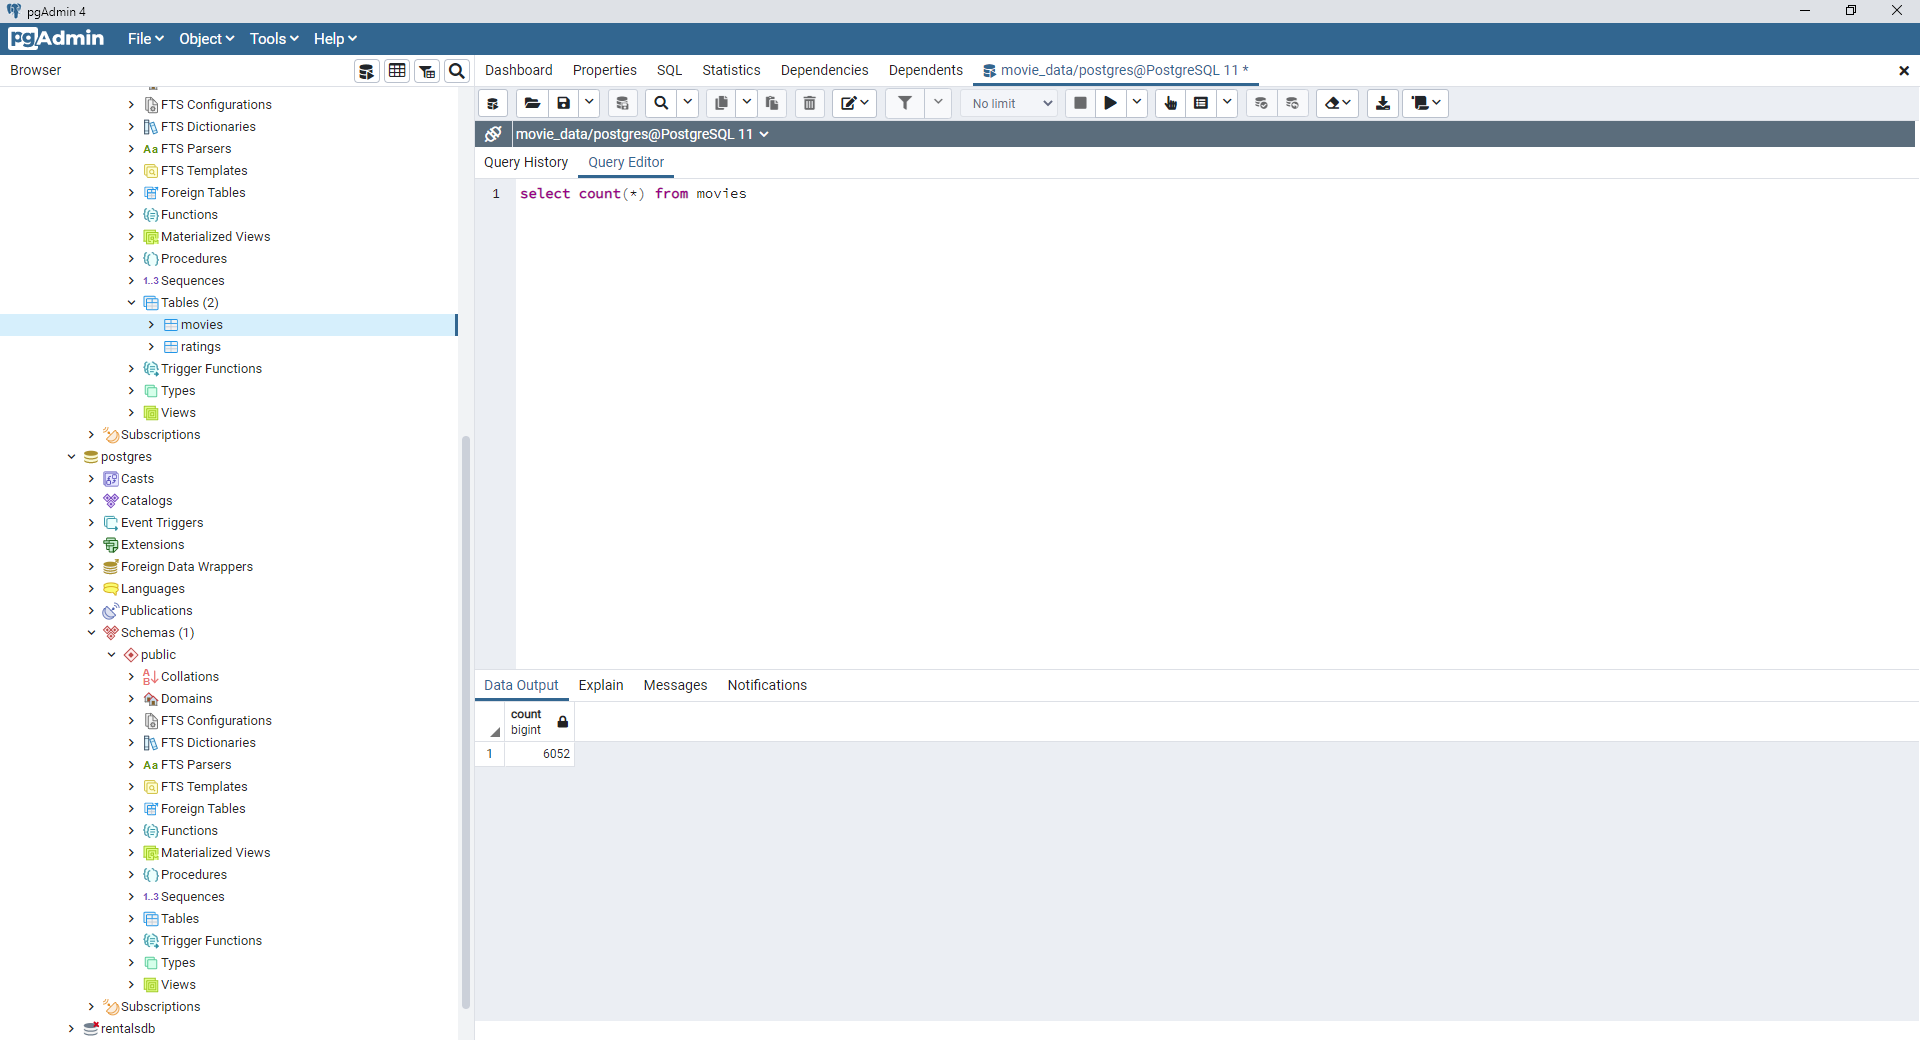 pgAdmin 4
pgAdmin File Object Tools Help
Browser
Dashboard Properties SQL Statistics Dependencies Dependents movie_data/postgres@PostgreSQL 11 *
No limit
movie_data/postgres@PostgreSQL 11
Query History Query Editor
1 select count(*) from movies
FTS Configurations
FTS Dictionaries
Aa FTS Parsers
FTS Templates
Foreign Tables
Functions
Materialized Views
Procedures
1..3 Sequences
Tables (2)
movies
ratings
Trigger Functions
Types
Views
Subscriptions
postgres
Casts
Catalogs
Event Triggers
Extensions
Foreign Data Wrappers
Languages
Publications
Schemas (1)
public
Collations
Domains
FTS Configurations
FTS Dictionaries
Aa FTS Parsers
FTS Templates
Foreign Tables
Functions
Materialized Views
Procedures
1..3 Sequences
Tables
Trigger Functions
Types
Views
Subscriptions
rentalsdb
Data Output Explain Messages Notifications
count
bigint
1 6052